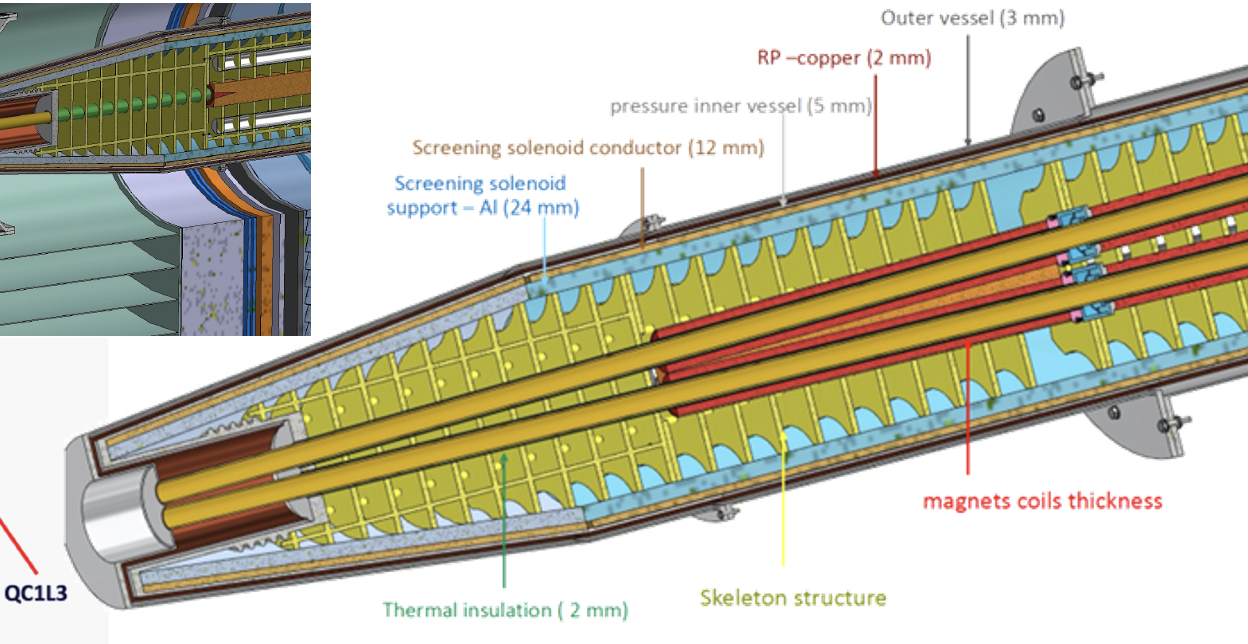 Outer vessel (3 mm)
RP –copper (2 mm)
pressure inner vessel (5 mm)
Screening solenoid conductor (12 mm)
Screening solenoid
support – Al (24 mm)
magnets coils thickness
QC1L3
Thermal insulation ( 2 mm)
Skeleton structure